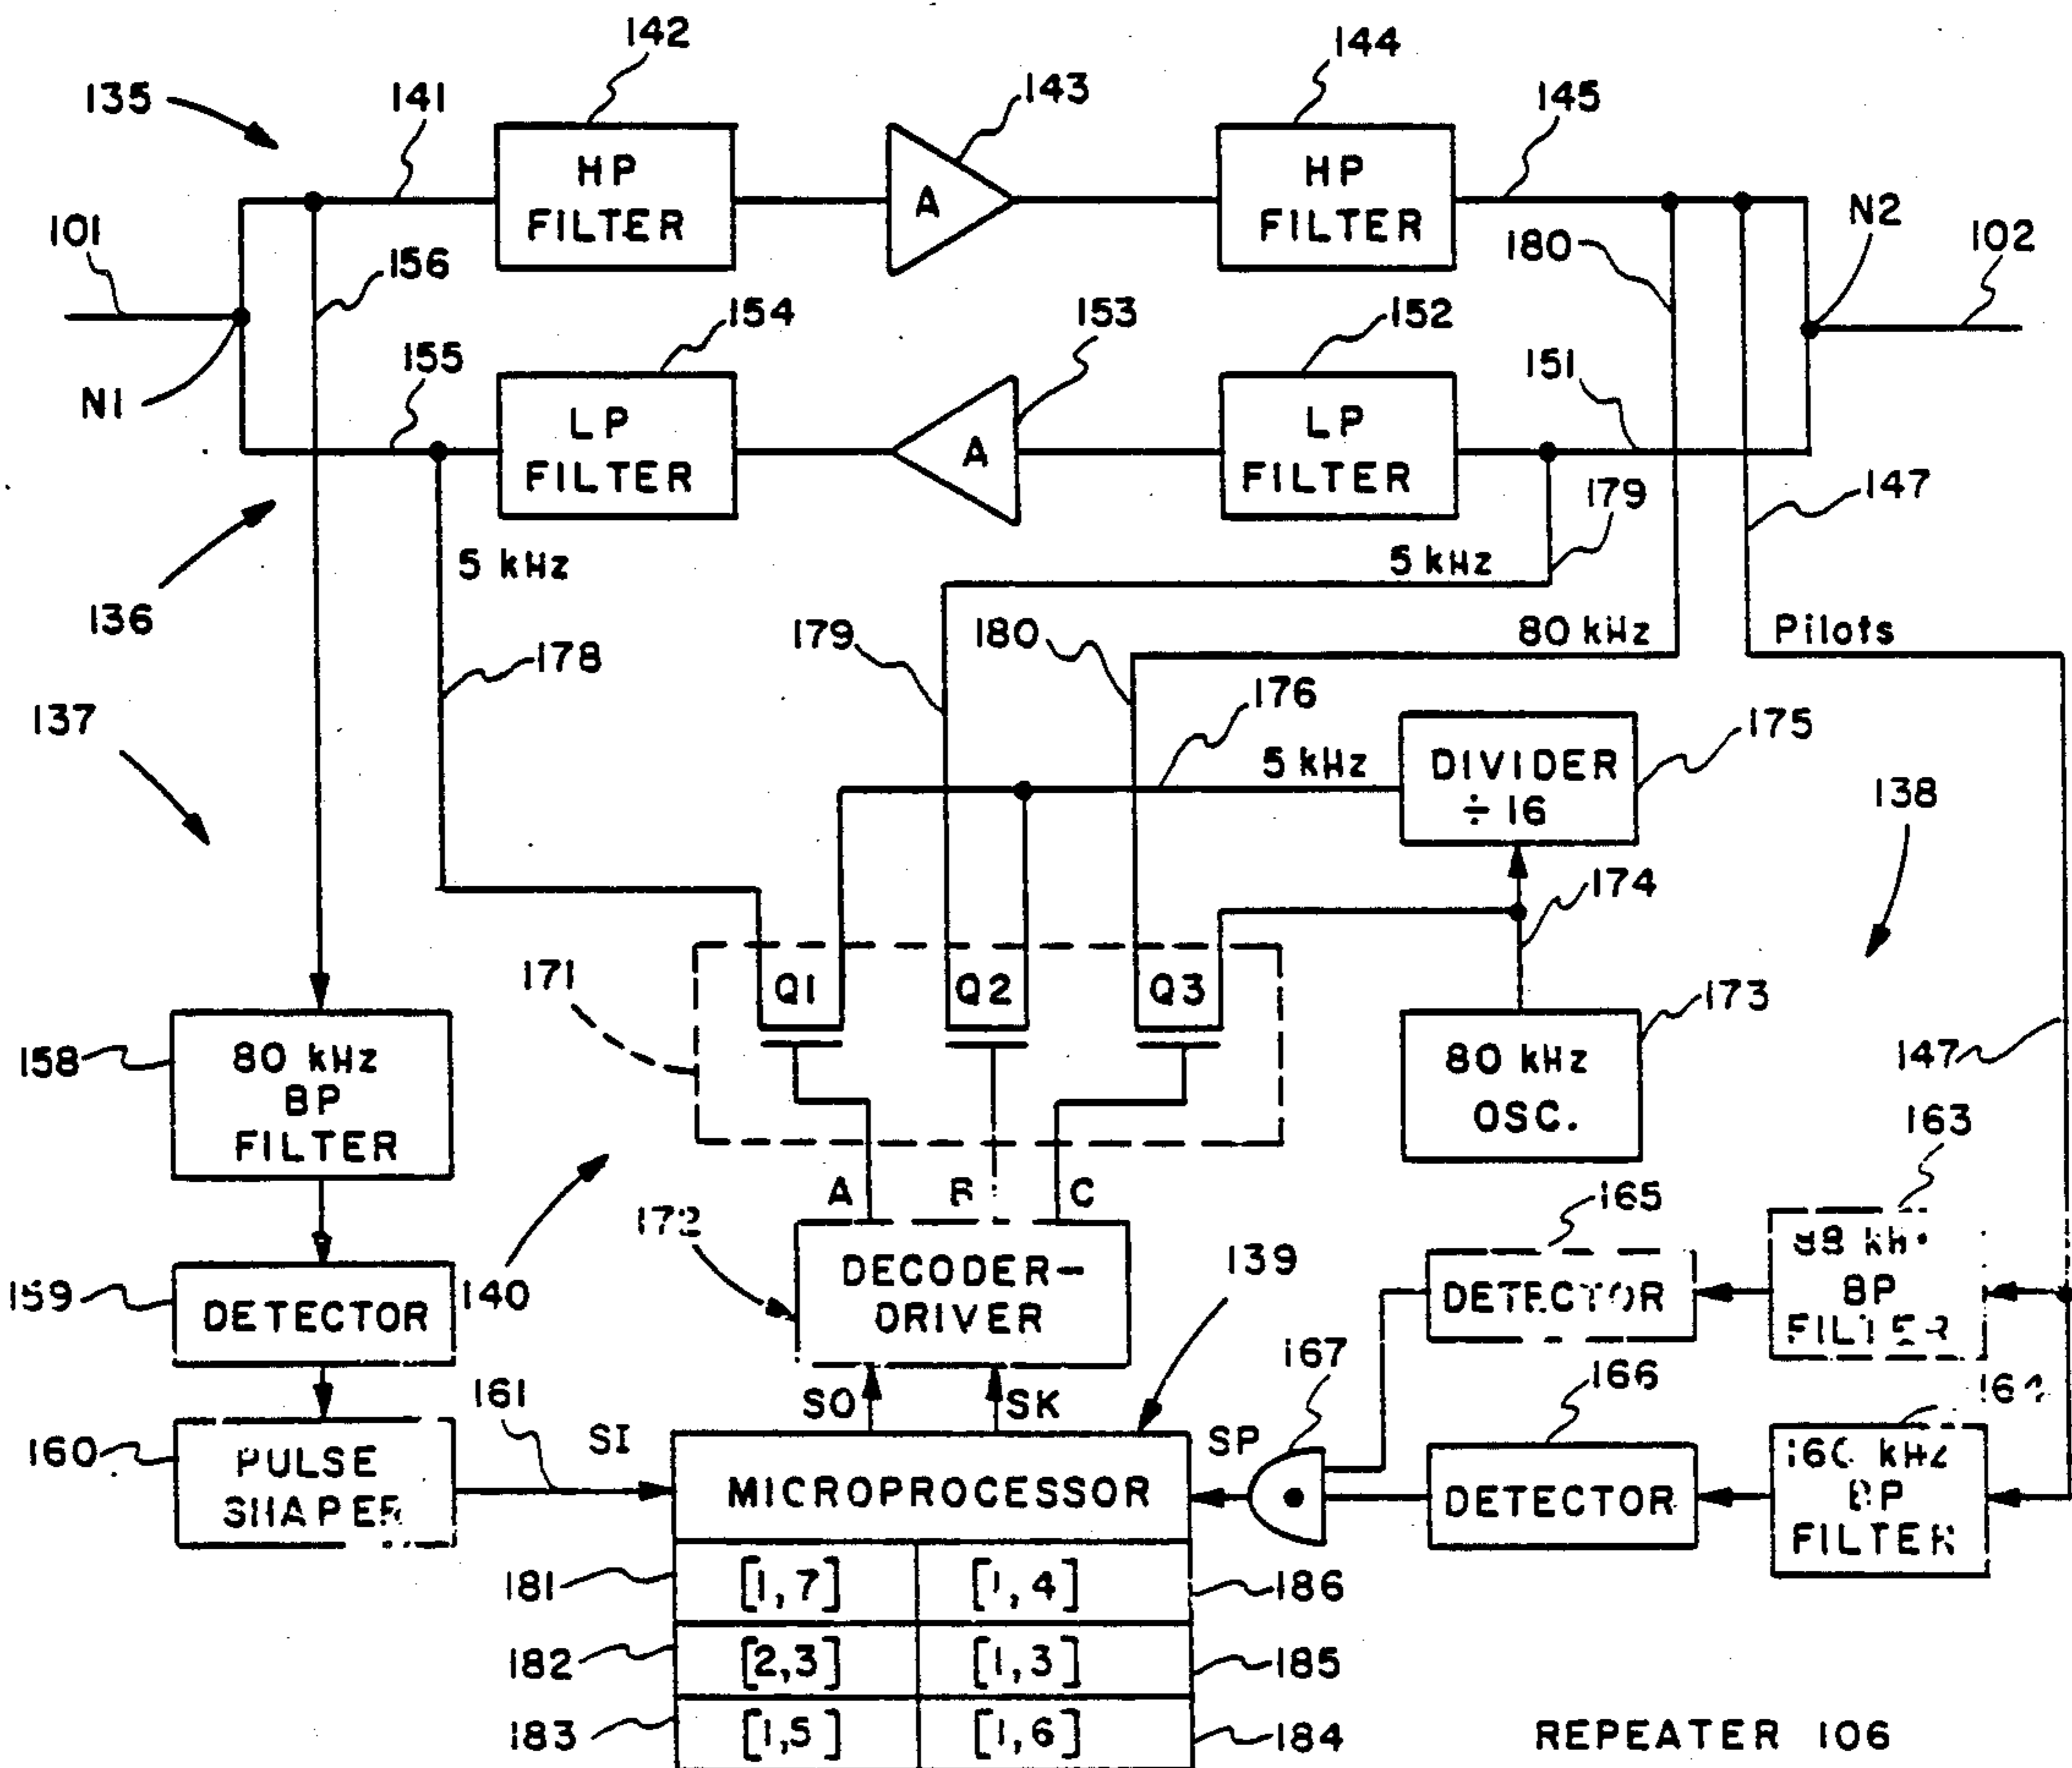 142
144
135
141
143
145
HP
FILTER
A
HP
FILTER
N2
101
156
180
102
154
153
152
155
151
N1
LP
FILTER
A
LP
FILTER
147
179
5 kHz
5 kHz
136
179
180
80 kHz
Pilots
178
176
137
175
5 kHz
DIVIDER
÷ 16
138
174
171
Q1
Q2
Q3
173
158
80 kHz
BP
FILTER
80 kHz
OSC.
147
163
A
C
165
172
139
159
DETECTOR
140
DECODER-
DRIVER
DETECTOR
BP
FILTER
167
166
161
SO
SK
160
PULSE
SHAPER
SI
SP
MICROPROCESSOR
DETECTOR
kHz
BP
FILTER
181
[1,7]
[1,4]
186
182
[2,3]
[1,3]
185
183
[1,5]
[1,6]
184
REPEATER 106